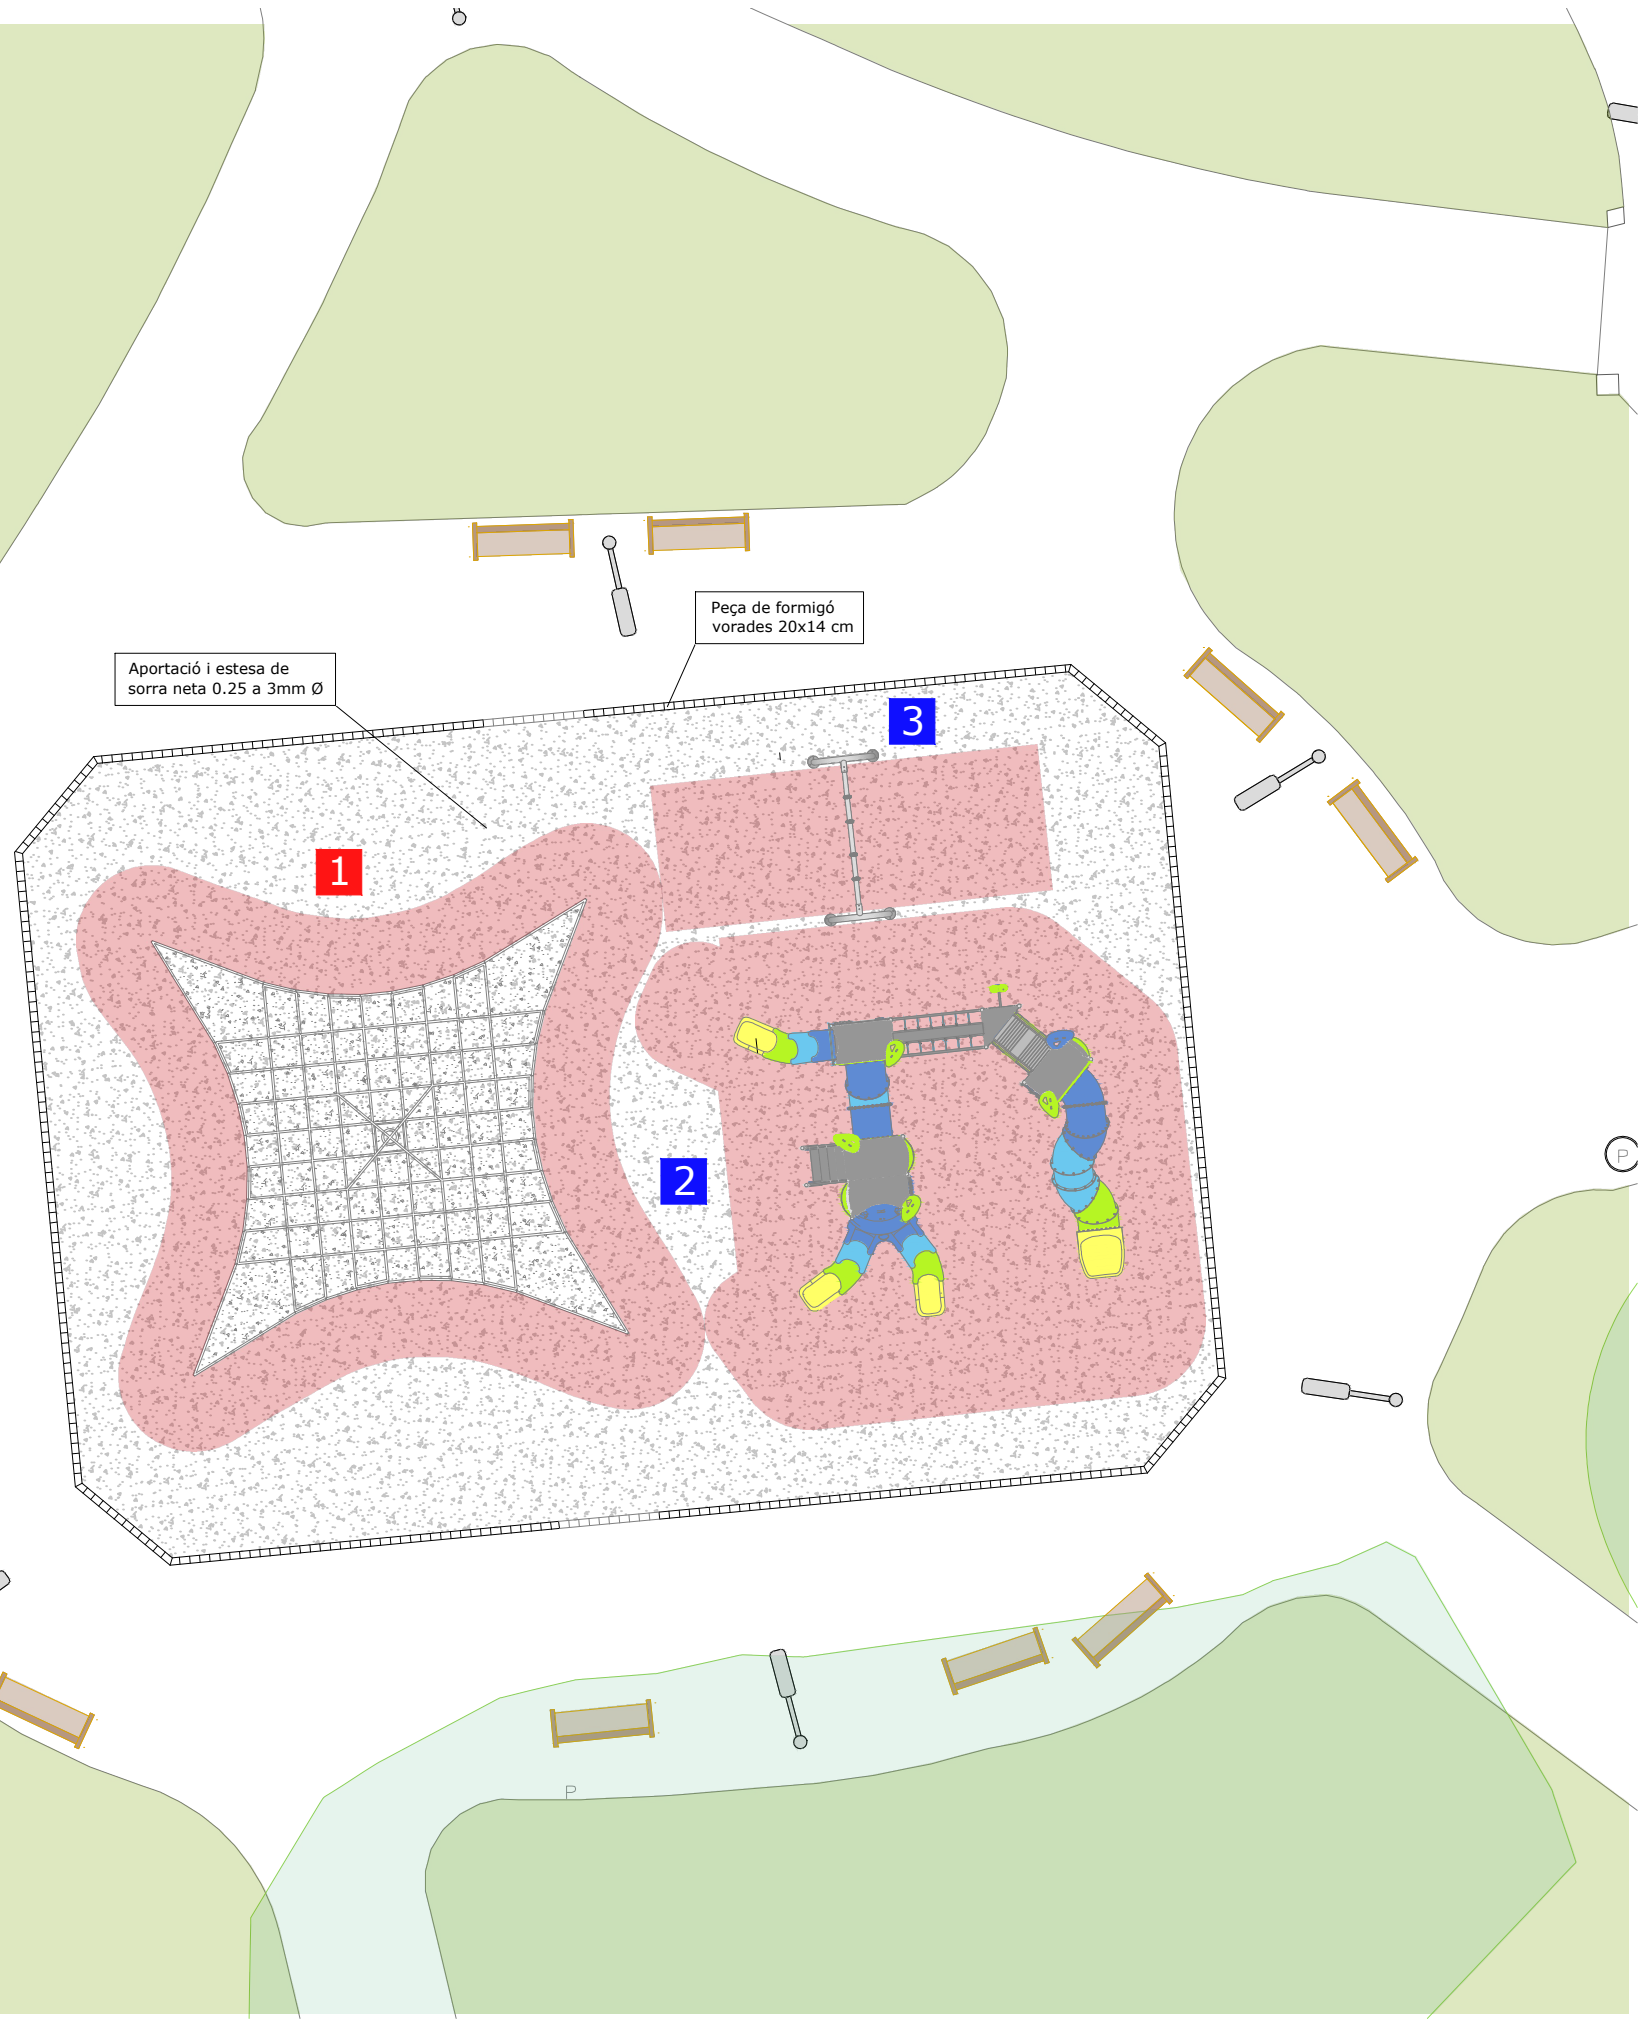 Peça de formigó
vorades 20x14 cm
Aportació i estesa de
sorra neta 0.25 a 3mm Ø
3
1
2
P
P